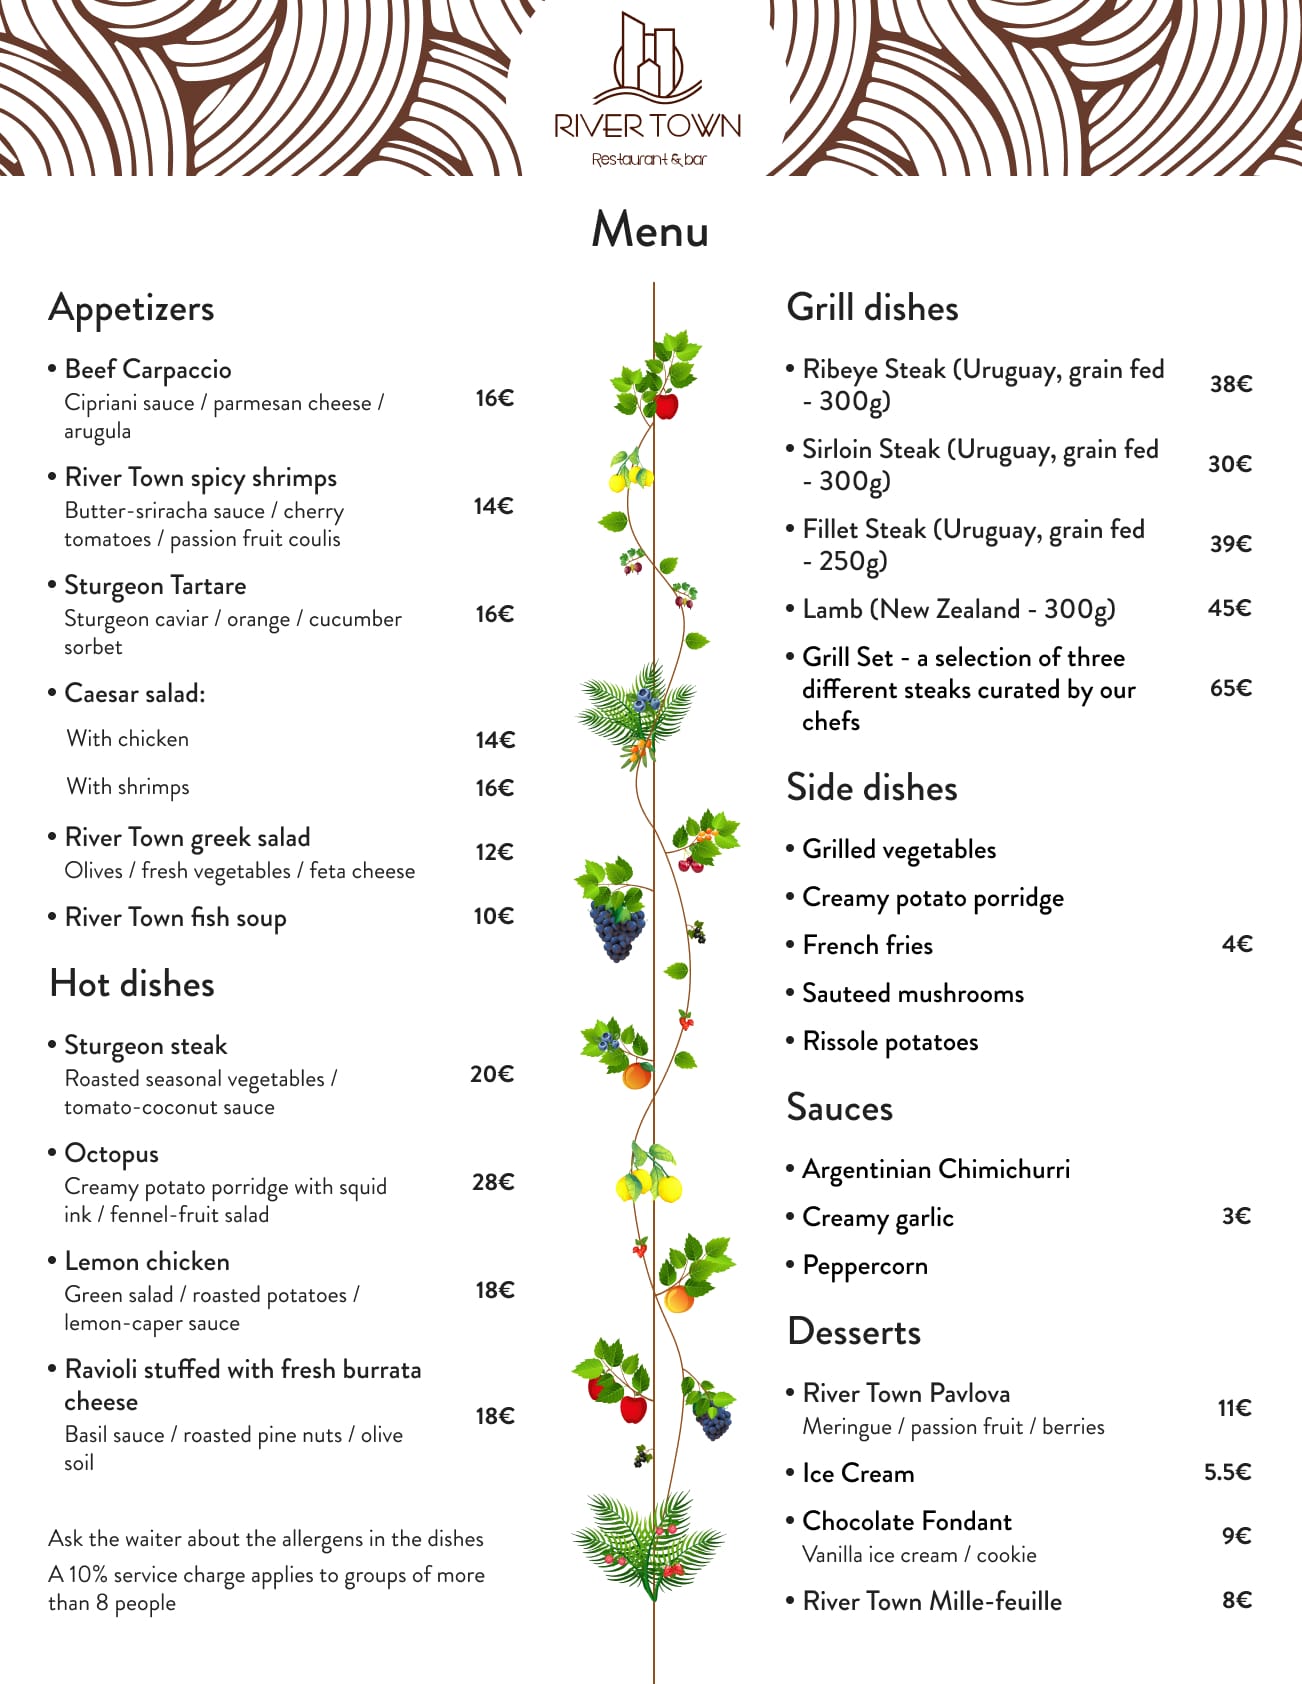 RIVER TOWN
Restaurant & bar
Menu
Appetizers
• Beef Carpaccio
Cipriani sauce / parmesan cheese /
arugula
16€
• River Town spicy shrimps
Butter-sriracha sauce / cherry
tomatoes / passion fruit coulis
14€
• Sturgeon Tartare
Sturgeon caviar / orange / cucumber
sorbet
16€
• Caesar salad:
With chicken 14€
With shrimps 16€
• River Town greek salad
Olives / fresh vegetables / feta cheese
12€
• River Town fish soup 10€
Hot dishes
• Sturgeon steak
Roasted seasonal vegetables /
tomato-coconut sauce
20€
• Octopus
Creamy potato porridge with squid
ink / fennel-fruit salad
28€
• Lemon chicken
Green salad / roasted potatoes /
lemon-caper sauce
18€
• Ravioli stuffed with fresh burrata
cheese
Basil sauce / roasted pine nuts / olive
soil
18€
Ask the waiter about the allergens in the dishes
A 10% service charge applies to groups of more
than 8 people
Grill dishes
• Ribeye Steak (Uruguay, grain fed
- 300g)
38€
• Sirloin Steak (Uruguay, grain fed
- 300g)
30€
• Fillet Steak (Uruguay, grain fed
- 250g)
39€
• Lamb (New Zealand - 300g) 45€
• Grill Set - a selection of three
different steaks curated by our
chefs
65€
Side dishes
• Grilled vegetables
• Creamy potato porridge
• French fries 4€
• Sauteed mushrooms
• Rissole potatoes
Sauces
• Argentinian Chimichurri
• Creamy garlic 3€
• Peppercorn
Desserts
• River Town Pavlova
Meringue / passion fruit / berries
11€
• Ice Cream 5.5€
• Chocolate Fondant
Vanilla ice cream / cookie
9€
• River Town Mille-feuille 8€